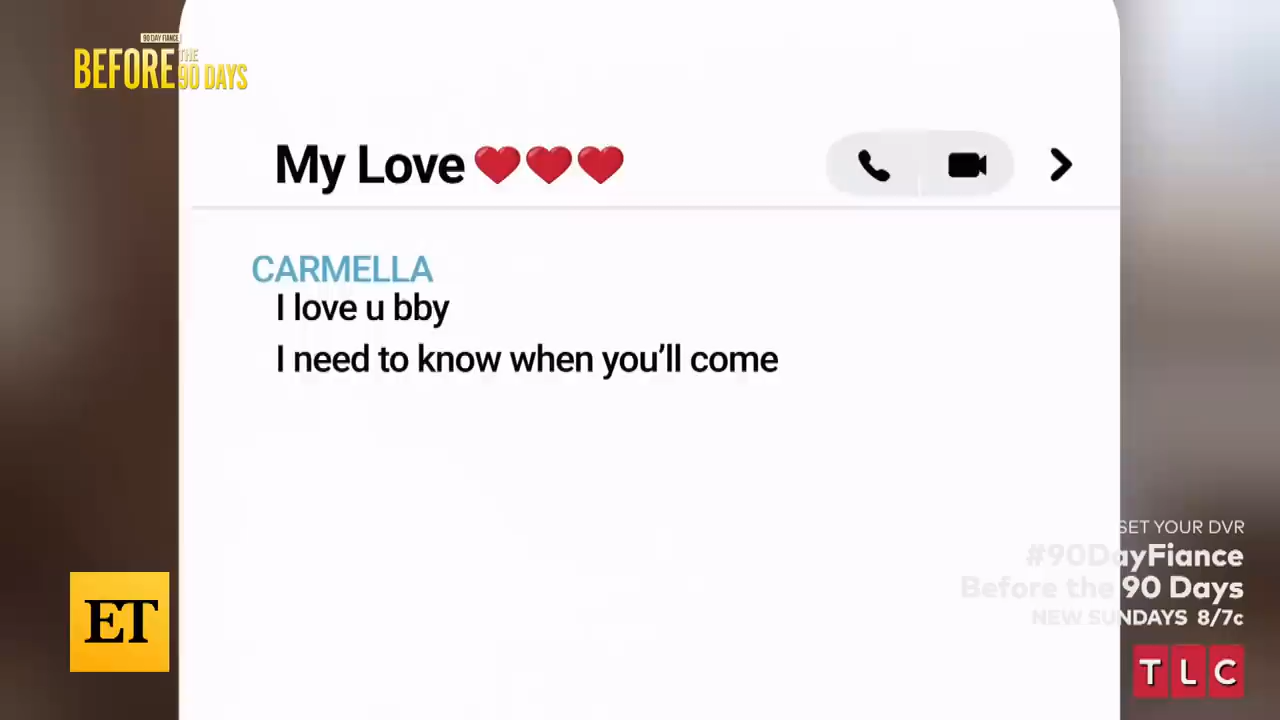 90 DAY FIANCE
BEFORE THE 90 DAYS
My Love ❤️❤️❤️
CARMELLA
I love u bby
I need to know when you’ll come
SET YOUR DVR
#90DayFiance
Before the 90 Days
NEW SUNDAYS 8/7c
ET
TLC